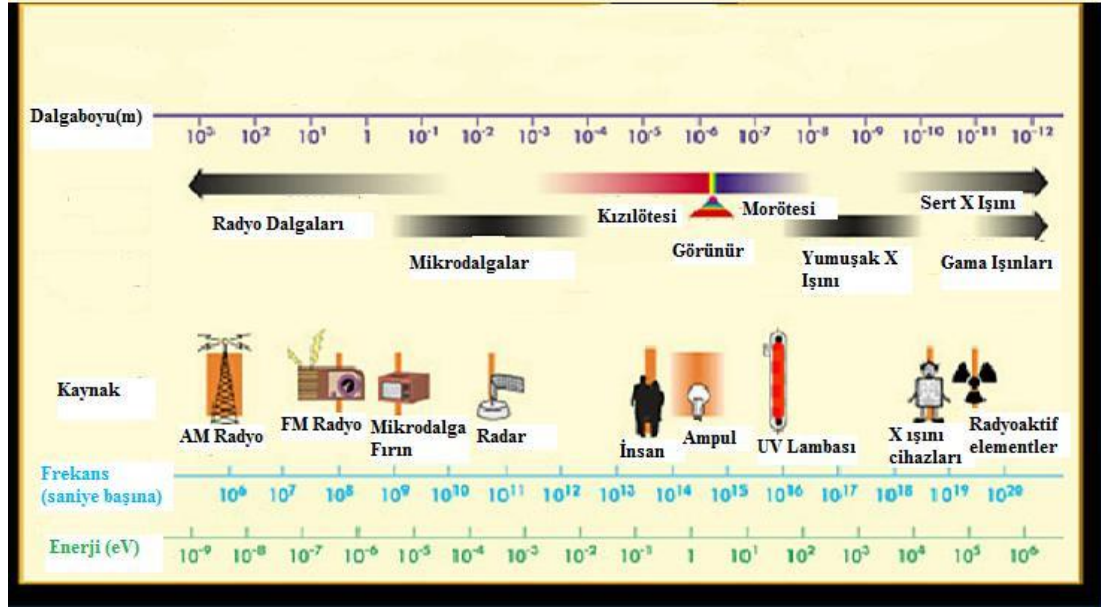 Dalgaboyu(m)
10³ 10² 10¹ 1 10⁻¹ 10⁻² 10⁻³ 10⁻⁴ 10⁻⁵ 10⁻⁶ 10⁻⁷ 10⁻⁸ 10⁻⁹ 10⁻¹⁰ 10⁻¹¹ 10⁻¹²
Radyo Dalgaları
Kızılötesi
Morötesi
Sert X Işını
Mikrodalgalar
Görünür
Yumuşak X
Işını
Gama Işınları
Kaynak
AM Radyo
FM Radyo
Mikrodalga
Fırın
Radar
İnsan
Ampul
UV Lambası
X ışını
cihazları
Radyoaktif
elementler
Frekans
(saniye başına)
10⁶ 10⁷ 10⁸ 10⁹ 10¹⁰ 10¹¹ 10¹² 10¹³ 10¹⁴ 10¹⁵ 10¹⁶ 10¹⁷ 10¹⁸ 10¹⁹ 10²⁰
Enerji (eV)
10⁻⁹ 10⁻⁸ 10⁻⁷ 10⁻⁶ 10⁻⁵ 10⁻⁴ 10⁻³ 10⁻² 10⁻¹ 1 10¹ 10² 10³ 10⁴ 10⁵ 10⁶